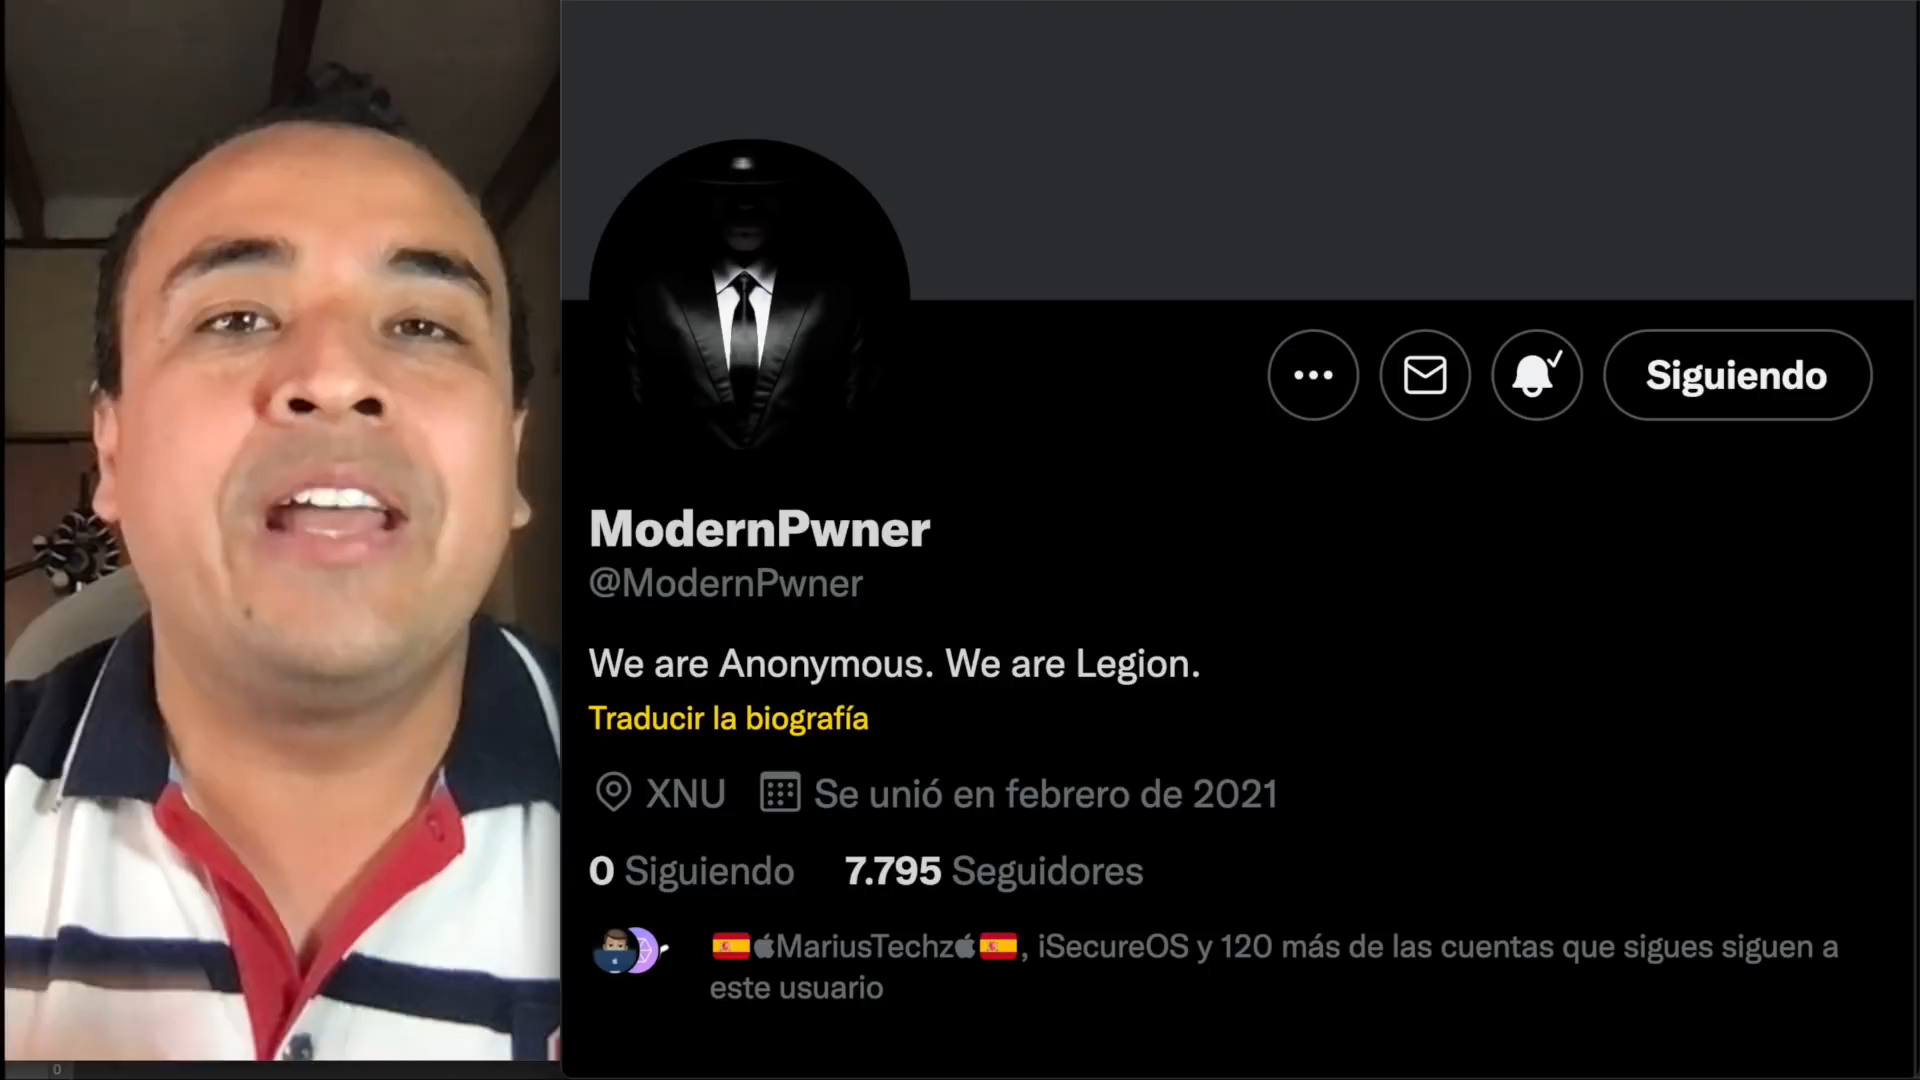 Siguiendo
ModernPwner
@ModernPwner
We are Anonymous. We are Legion.
Traducir la biografía
XNU Se unió en febrero de 2021
0 Siguiendo 7.795 Seguidores
🇪🇸MariusTechz🇪🇸, iSecureOS y 120 más de las cuentas que sigues siguen a
este usuario
0